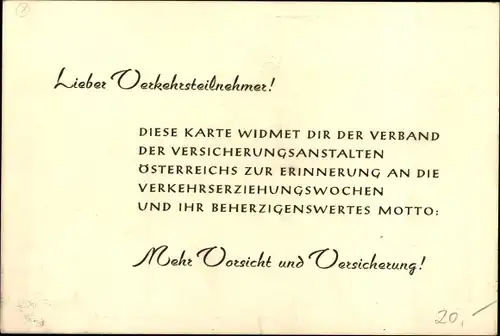 Lieber Verkehrsteilnehmer!
DIESE KARTE WIDMET DIR DER VERBAND
DER VERSICHERUNGSANSTALTEN
ÖSTERREICHS ZUR ERINNERUNG AN DIE
VERKEHRSERZIEHUNGSWOCHEN
UND IHR BEHERZIGENSWERTES MOTTO:
Mehr Vorsicht und Versicherung!
20,-